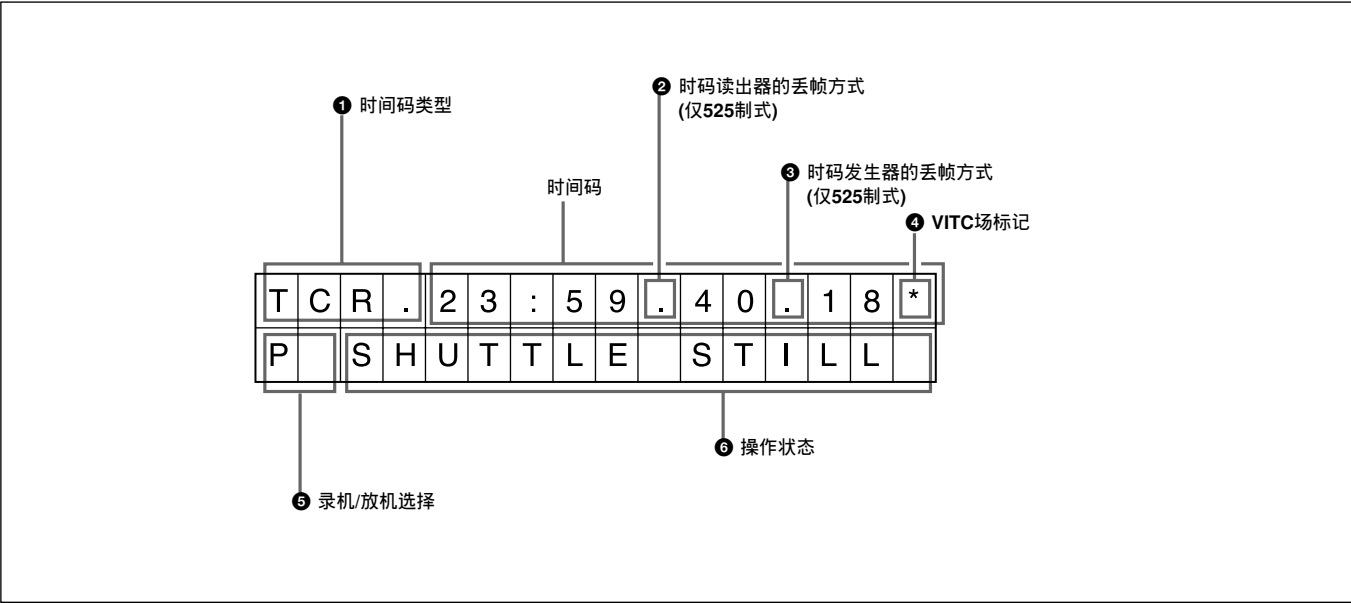 ❷ 时码读出器的丢帧方式
(仅525制式)
❶ 时间码类型
❸ 时码发生器的丢帧方式
(仅525制式)
时间码
❹ VITC场标记
TCR.23:59.40.18*
P SHUTTLE STILL
❻ 操作状态
❺ 录机/放机选择